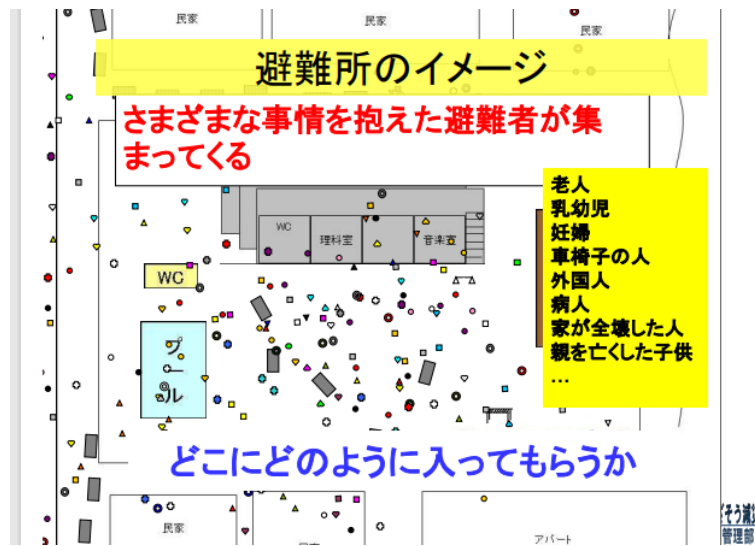 民家
民家
民家
避難所のイメージ
さまざまな事情を抱えた避難者が集
まってくる
老人
乳幼児
妊婦
車椅子の人
外国人
病人
家が全壊した人
親を亡くした子供
…
WC
理科室
音楽室
WC
プール
どこにどのように入ってもらうか
民家
アパート
管理部